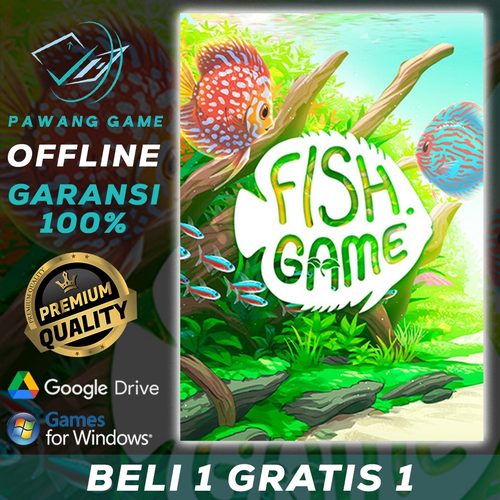 PAWANG GAME
OFFLINE
GARANSI
100%
PREMIUM
QUALITY
Google Drive
Games
for Windows®
FISH.
GAME
BELI 1 GRATIS 1